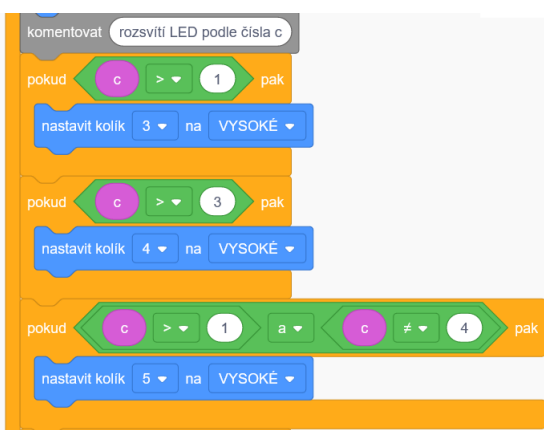 komentovat rozsvítí LED podle čísla c
pokud c > 1 pak
nastavit kolík 3 na VYSOKÉ
pokud c > 3 pak
nastavit kolík 4 na VYSOKÉ
pokud c > 1 a c ≠ 4 pak
nastavit kolík 5 na VYSOKÉ